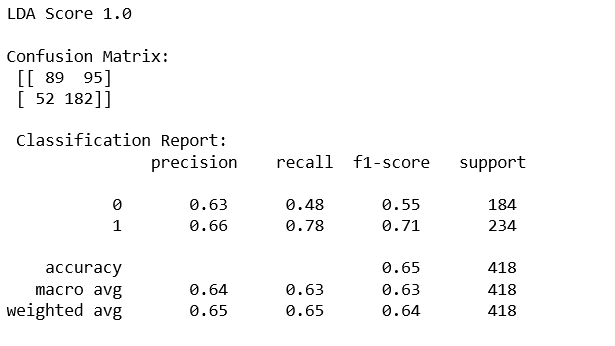 LDA Score 1.0
Confusion Matrix:
[[ 89 95]
[ 52 182]]
Classification Report:
precision recall f1-score support
0 0.63 0.48 0.55 184
1 0.66 0.78 0.71 234
accuracy 0.65 418
macro avg 0.64 0.63 0.63 418
weighted avg 0.65 0.65 0.64 418